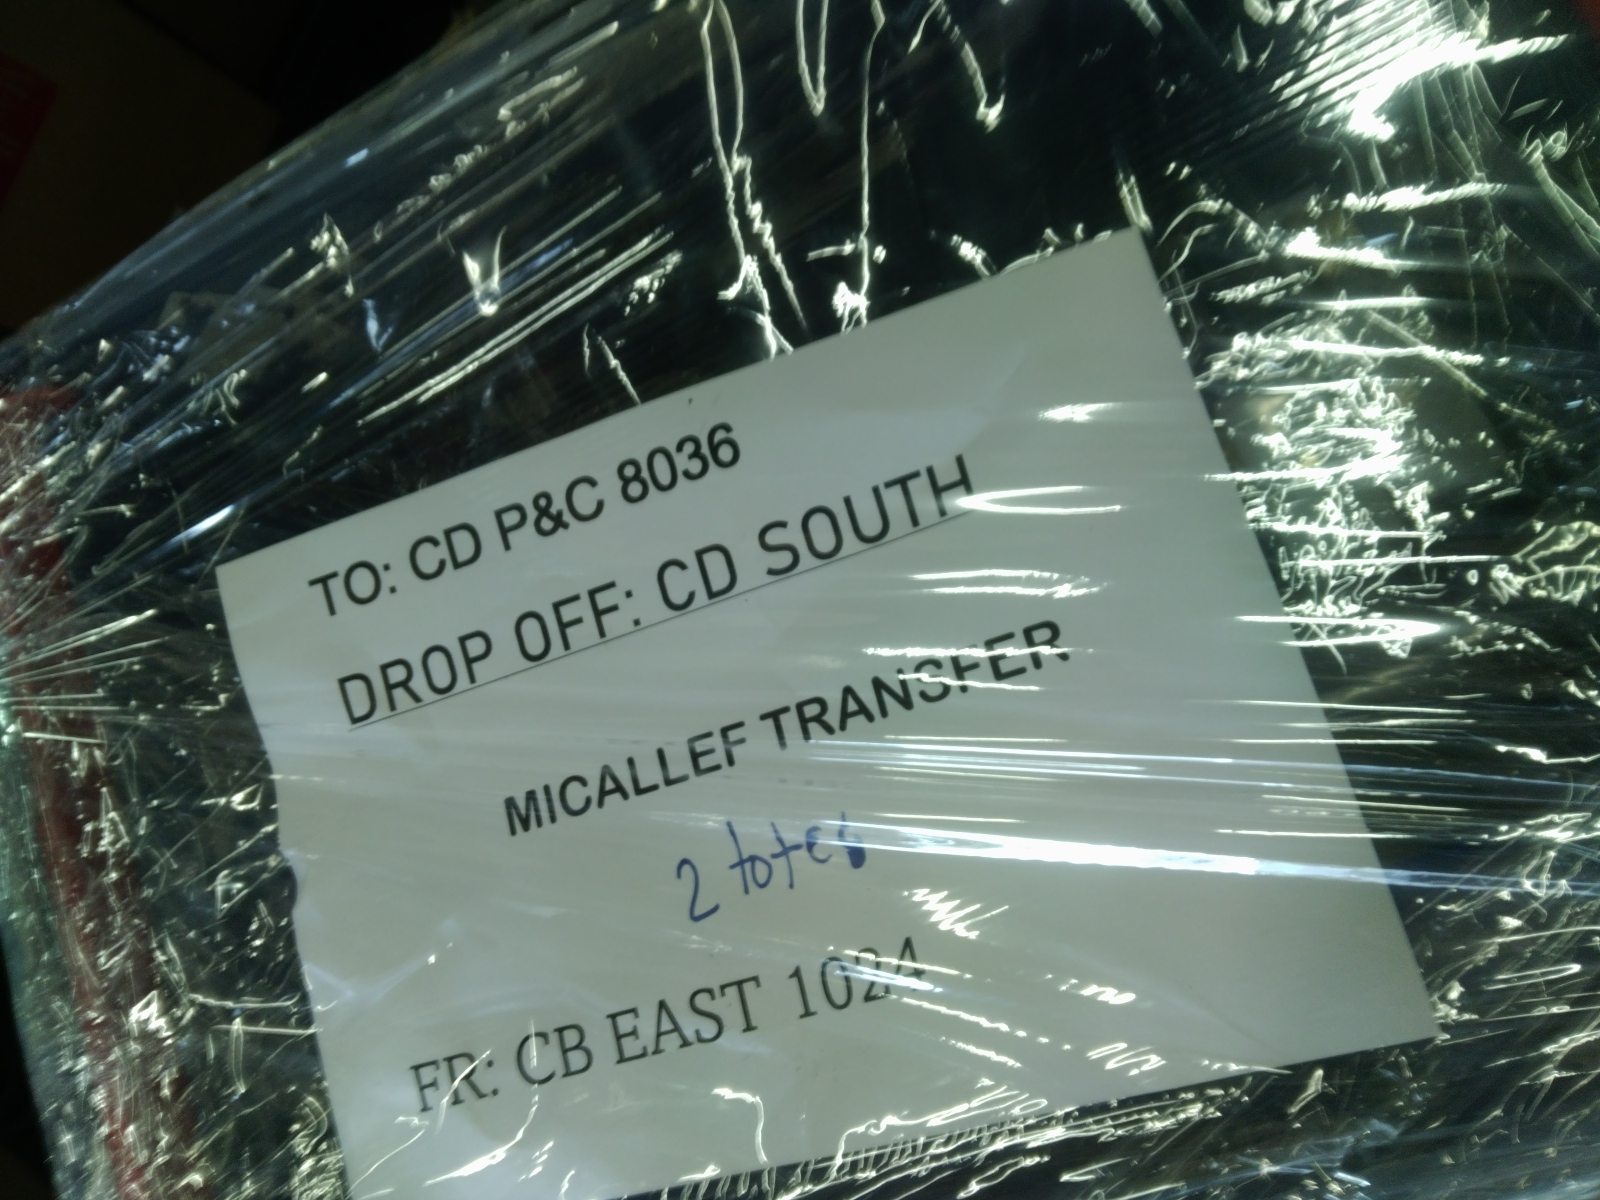 TO: CD P&C 8036
DROP OFF: CD SOUTH
MICALLEF TRANSFER
2 totes
FR: CB EAST 1024